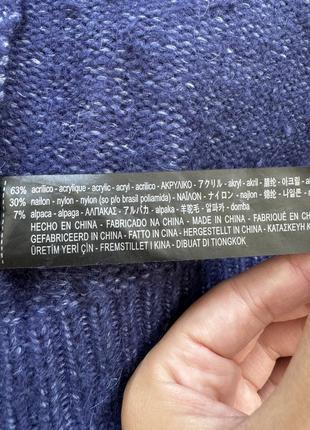 63% acrílico - acrylique - acrylic - acryl - acrilico - ΑΚΡΥΛΙΚΟ - アクリル - akryl - akril - 腈纶 - 아크릴
30% nailon - nylon - nylon (so p/o brasil poliamida) - ΝΑΪΛΟΝ - ナイロン - najlon - 锦纶 - 나일론
7% alpaca - alpaga - ΑΛΠΑΚΑΣ - アルパカ - alpaka - 羊驼毛 - 알파카 - domba
HECHO EN CHINA - FABRICADO NA CHINA - MADE IN CHINA - FABRIQUÉ EN CH
GEFABRICEERD IN CHINA - FATTO IN CINA - HERGESTELLT IN CHINA - ΚΑΤΑΣΚΕΥΗ Κ
ÜRETİM YERİ ÇİN - FREMSTILLET I KINA - DIBUAT DI TIONGKOK